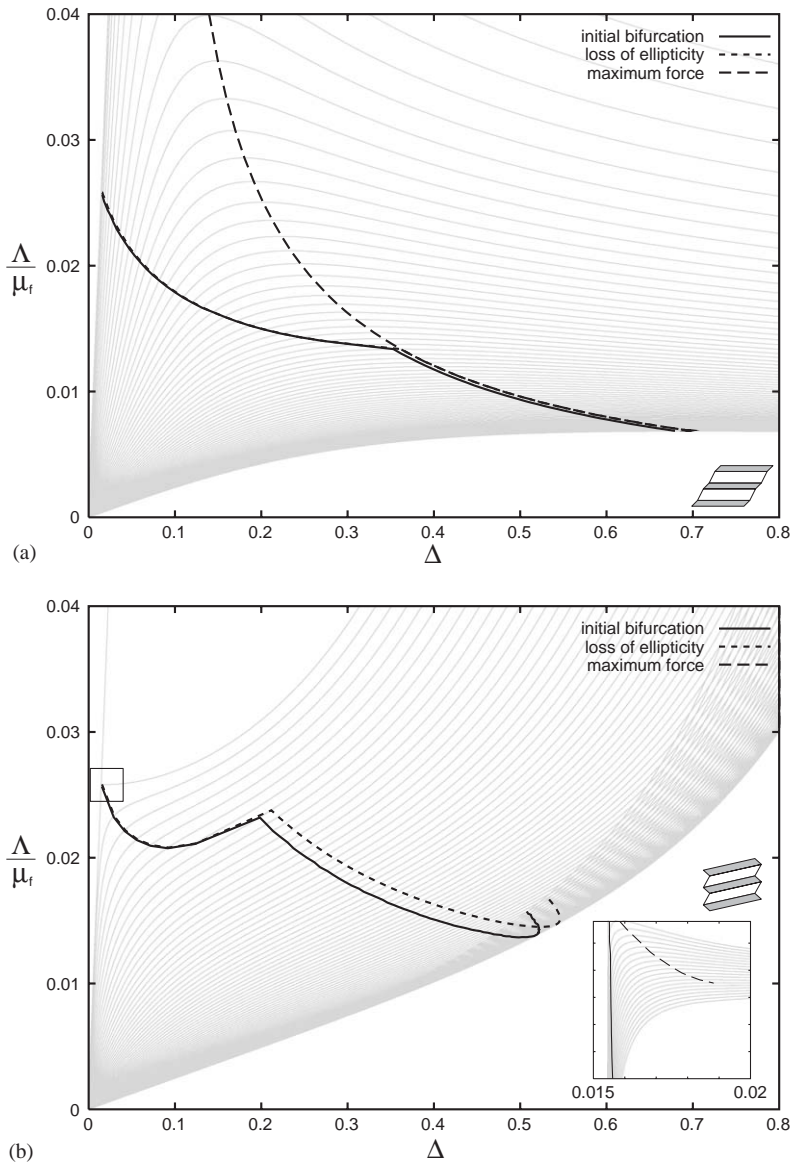 0.04
initial bifurcation
loss of ellipticity
maximum force
0.03
Λ
μf
0.02
0.01
0
0 0.1 0.2 0.3 0.4 0.5 0.6 0.7 0.8
(a)
Δ
0.04
initial bifurcation
loss of ellipticity
maximum force
0.03
Λ
μf
0.02
0.01
0.015 0.02
0
0 0.1 0.2 0.3 0.4 0.5 0.6 0.7 0.8
(b)
Δ